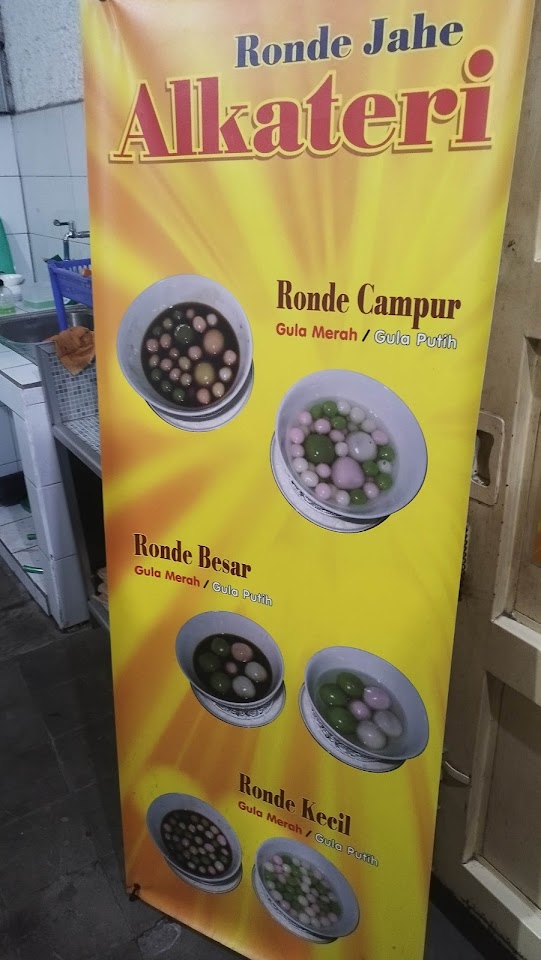 Ronde Jahe
Alkateri
Ronde Campur
Gula Merah / Gula Putih
Ronde Besar
Gula Merah / Gula Putih
Ronde Kecil
Gula Merah / Gula Putih